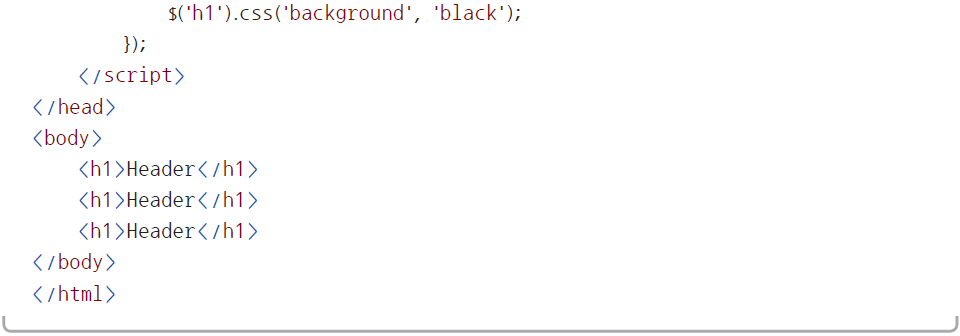 $('h1').css('background', 'black');
});
</script>
</head>
<body>
<h1>Header</h1>
<h1>Header</h1>
<h1>Header</h1>
</body>
</html>